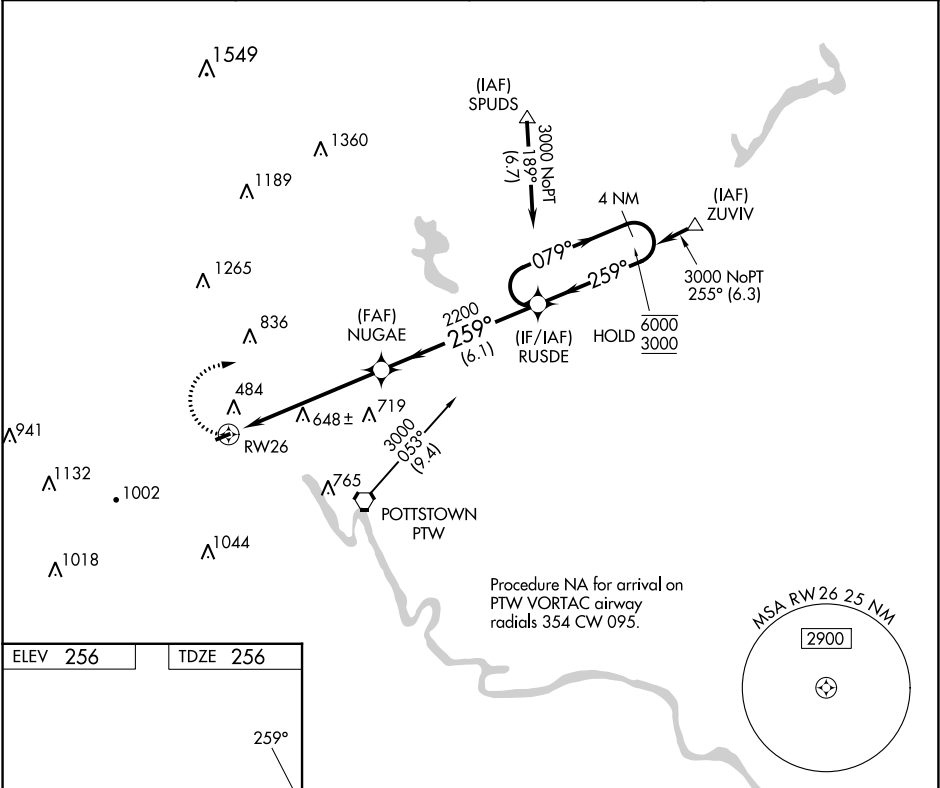 1549
1360
1189
1265
836
484
941
1132
1002
1018
1044
648 ±
719
765
(IAF)
SPUDS
3000 NoPT
189°
(6.7)
4 NM
(IAF)
ZUVIV
3000 NoPT
255° (6.3)
079°
259°
HOLD
6000
3000
(IF/IAF)
RUSDE
2200
259°
(6.1)
(FAF)
NUGAE
RW26
3000
053°
(9.4)
POTTSTOWN
PTW
Procedure NA for arrival on
PTW VORTAC airway
radials 354 CW 095.
MSA RW 26 25 NM
2900
ELEV 256
TDZE 256
259°